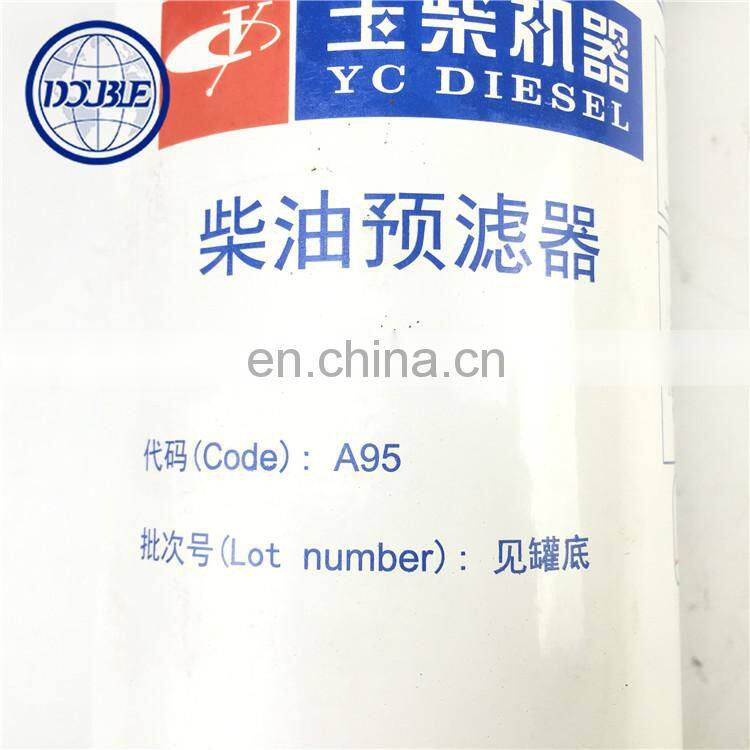 DOUBLE
玉柴机器
YC DIESEL
柴油预滤器
en.china.cn
代码(Code): A95
批次号(Lot number): 见罐底